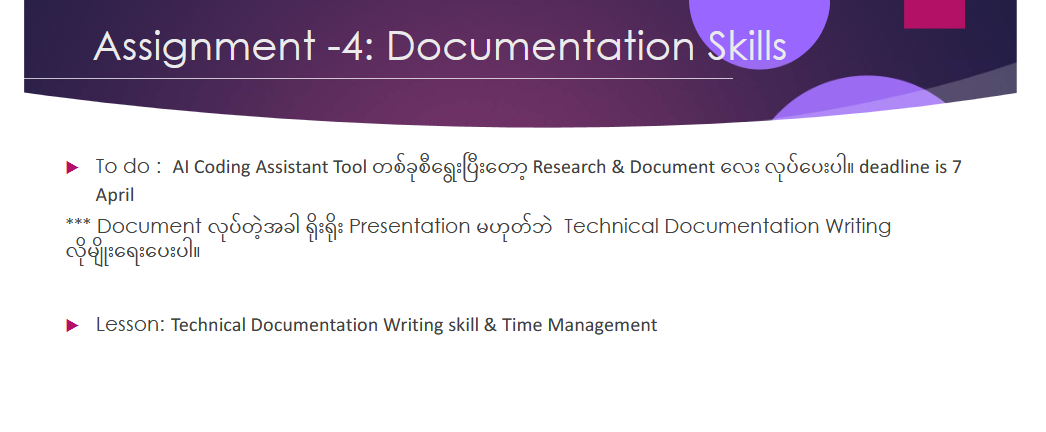 Assignment -4: Documentation Skills
To do : AI Coding Assistant Tool တစ်ခုစီရွေးပြီးတော့ Research & Document လေး လုပ်ပေးပါ။ deadline is 7
April
*** Document လုပ်တဲ့အခါ ရိုးရိုး Presentation မဟုတ်ဘဲ Technical Documentation Writing
လိုမျိုးရေးပေးပါ။
Lesson: Technical Documentation Writing skill & Time Management